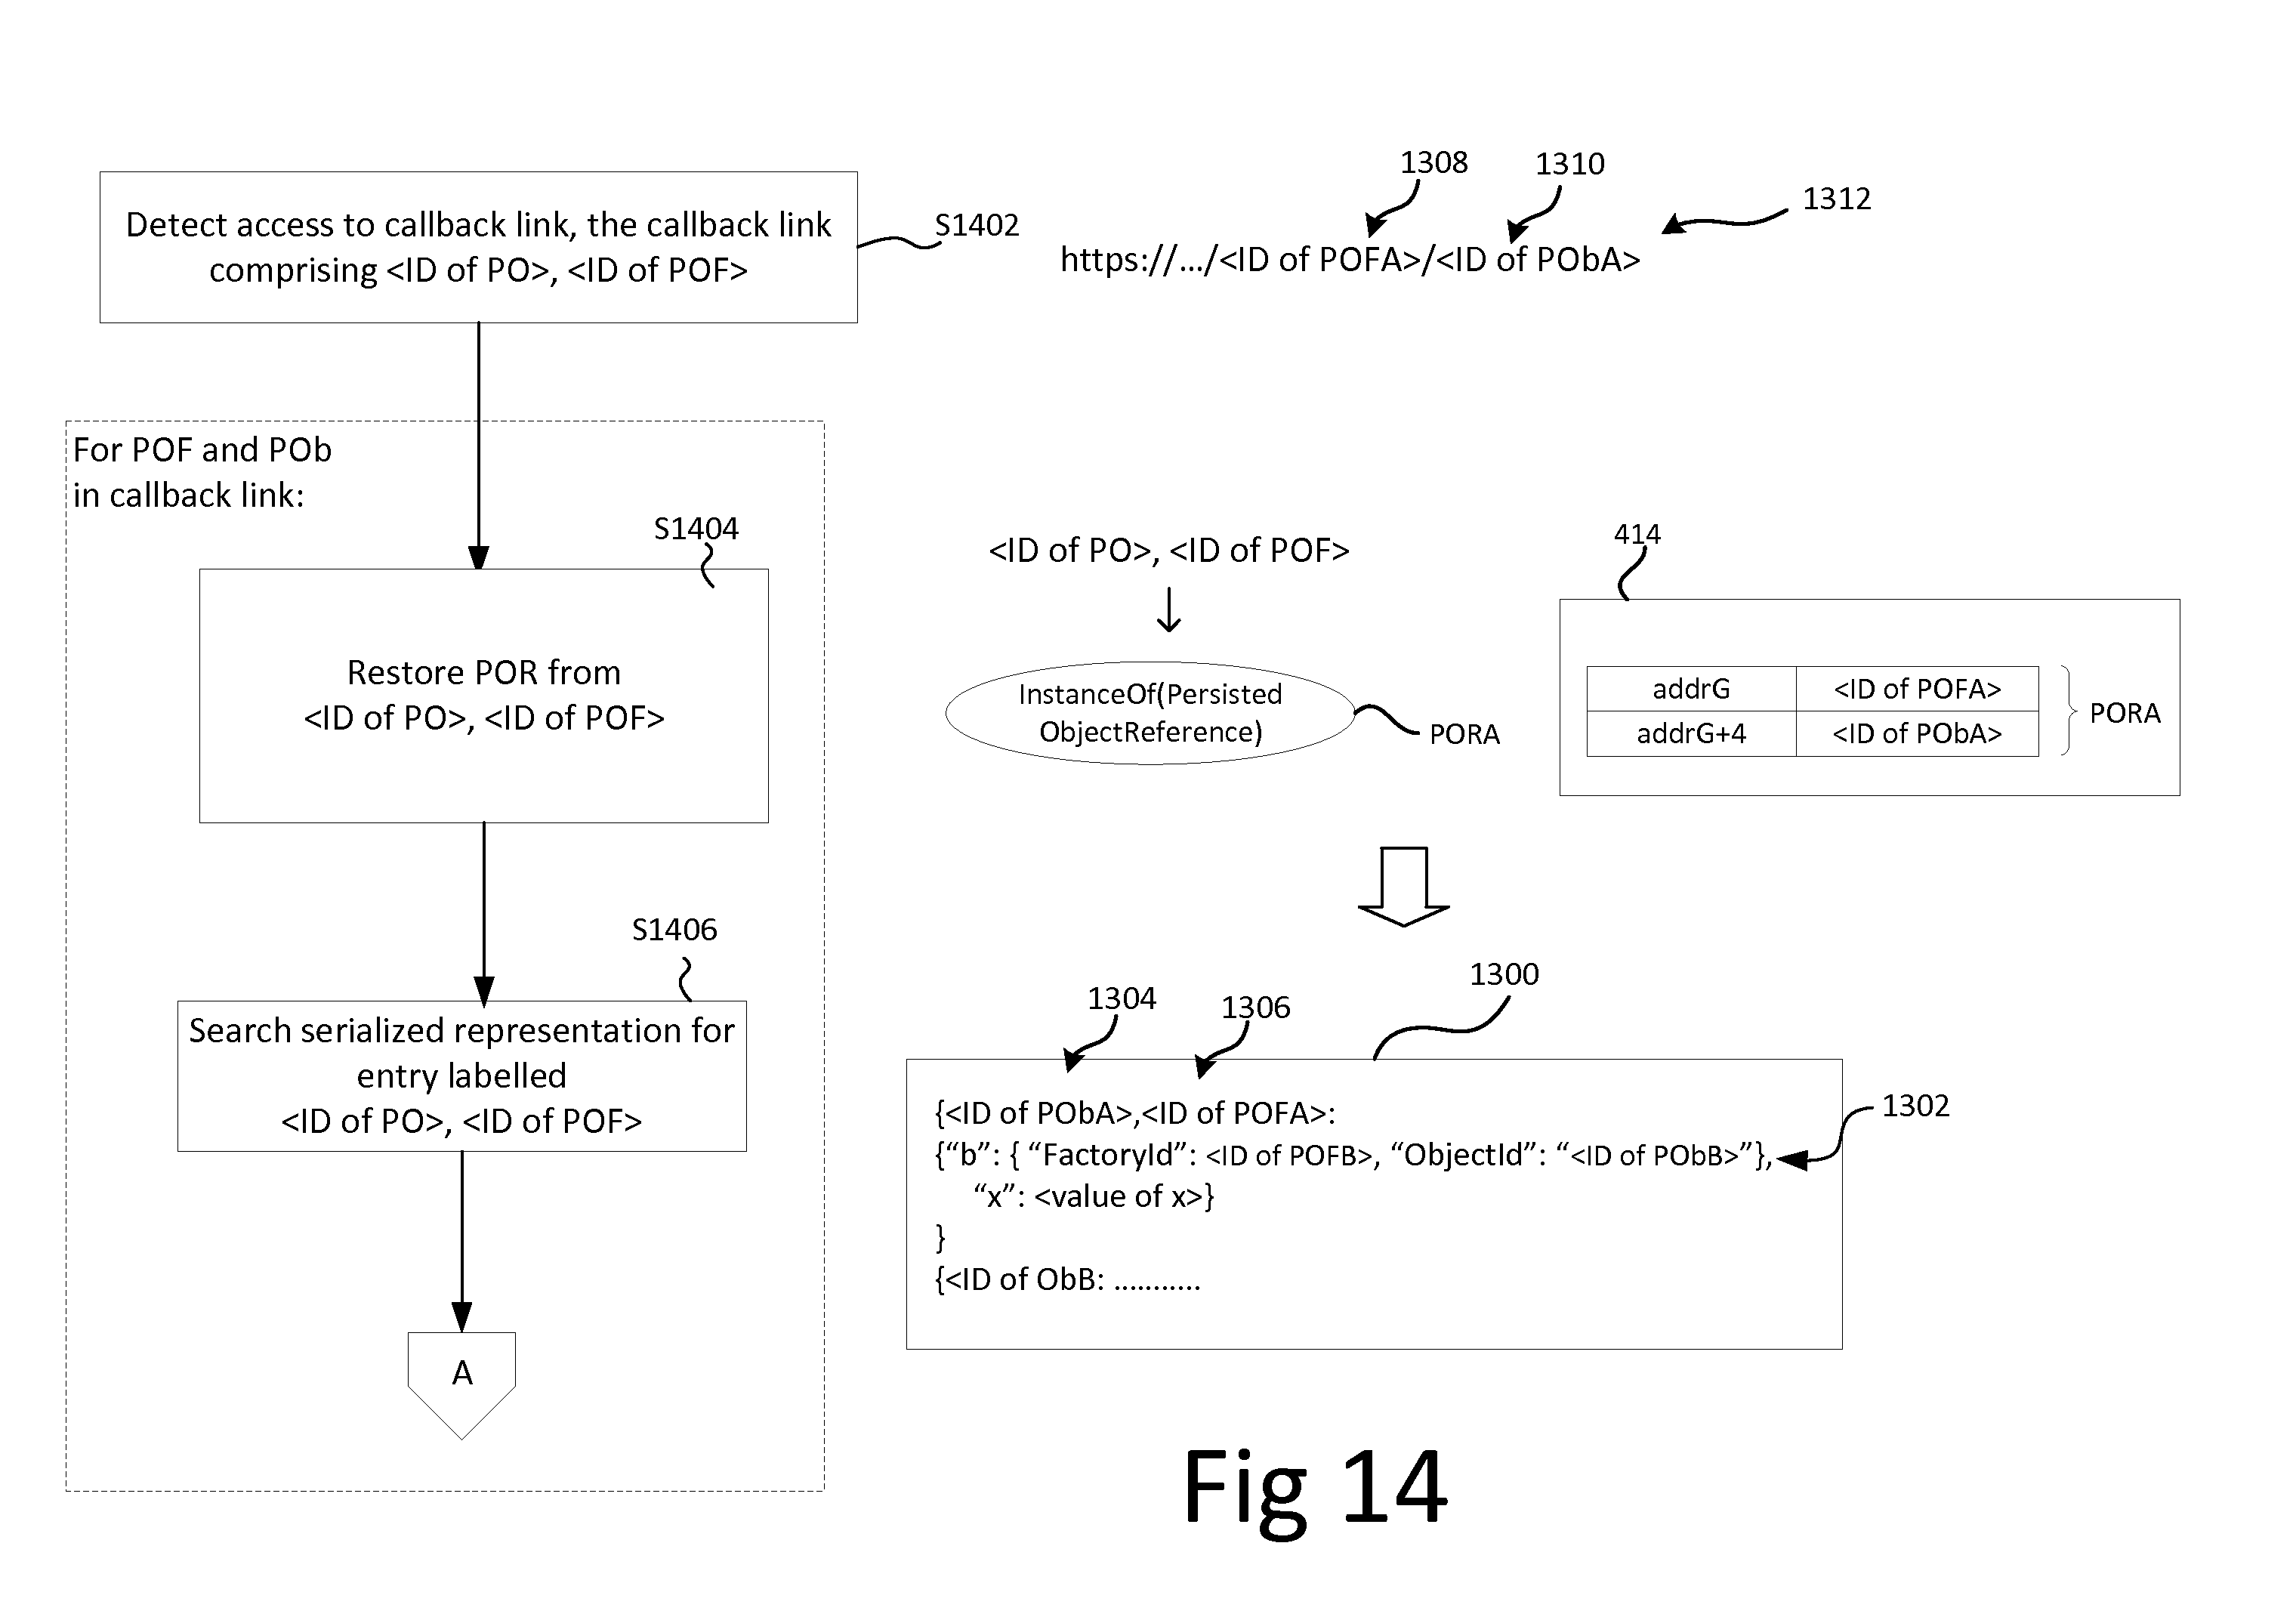 Detect access to callback link, the callback link
comprising <ID of PO>, <ID of POF>
S1402
1308
1310
1312
https://.../<ID of POFA>/<ID of PObA>
For POF and POb
in callback link:
S1404
Restore POR from
<ID of PO>, <ID of POF>
<ID of PO>, <ID of POF>
InstanceOf(Persisted
ObjectReference)
PORA
414
addrG <ID of POFA>
addrG+4 <ID of PObA>
PORA
S1406
Search serialized representation for
entry labelled
<ID of PO>, <ID of POF>
A
1304
1306
1300
1302
{<ID of PObA>,<ID of POFA>:
{“b”: { “FactoryId”: <ID of POFB>, “ObjectId”: “<ID of PObB>”},
“x”: <value of x>}
}
{<ID of ObB: ...........
Fig 14